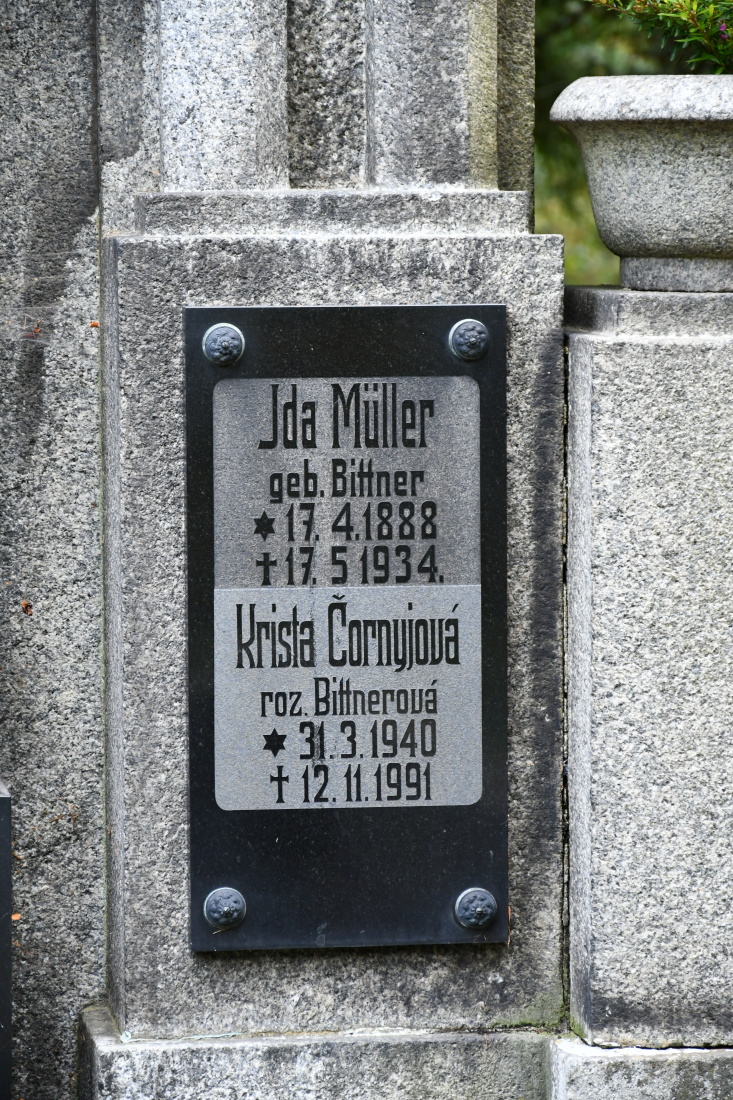 Ida Müller
geb. Bittner
✶ 17. 4.1888
† 17. 5 1934.
Krista Čornyjová
roz. Bittnerová
✶ 31.3.1940
† 12.11.1991